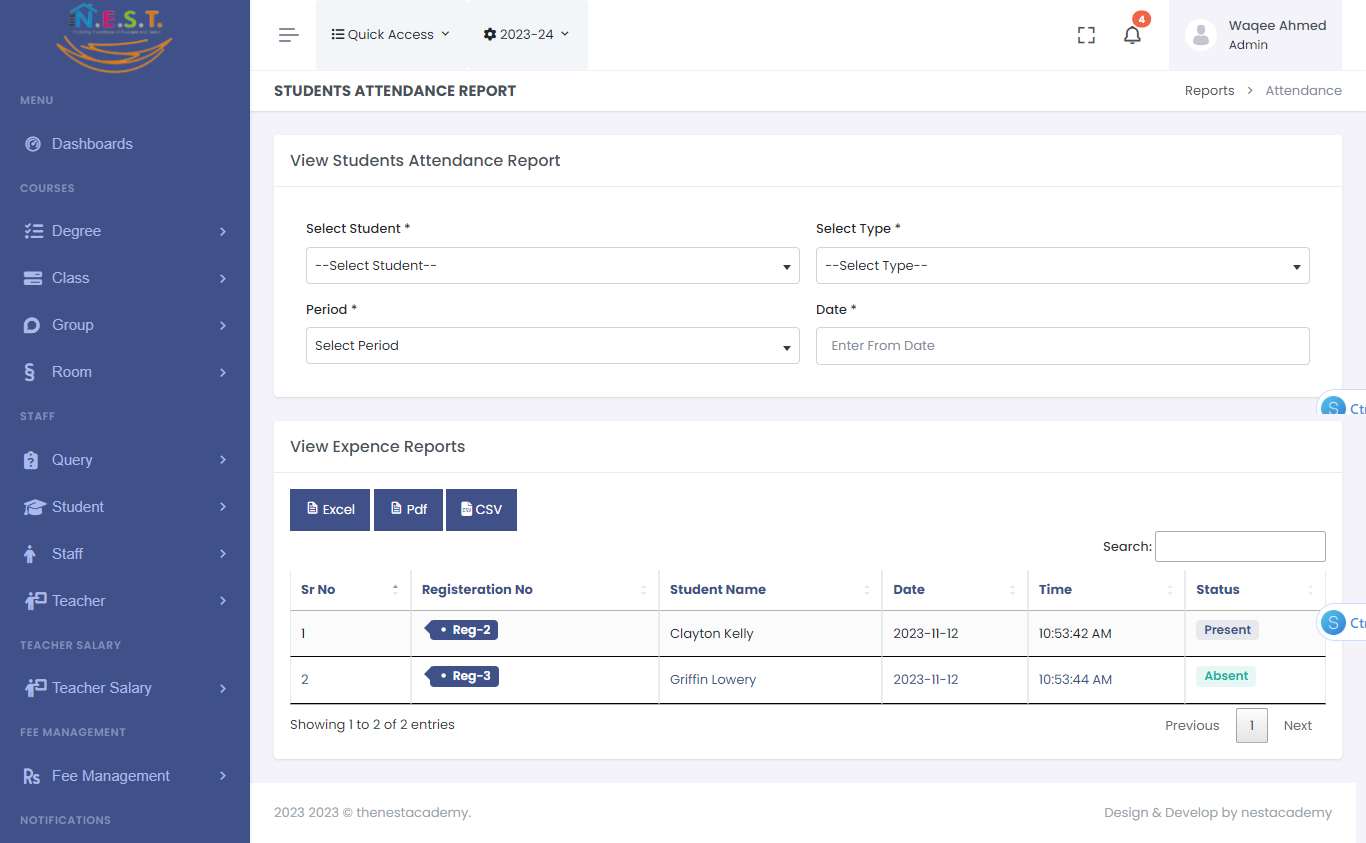 N.E.S.T.
Quick Access
2023-24
4
Waqee Ahmed
Admin
MENU
Dashboards
COURSES
Degree
Class
Group
Room
STAFF
Query
Student
Staff
Teacher
TEACHER SALARY
Teacher Salary
FEE MANAGEMENT
Rs Fee Management
NOTIFICATIONS
STUDENTS ATTENDANCE REPORT
Reports > Attendance
View Students Attendance Report
Select Student *
--Select Student--
Select Type *
--Select Type--
Period *
Select Period
Date *
Enter From Date
S Ctr
View Expence Reports
Excel Pdf CSV
Search:
Sr No Registeration No Student Name Date Time Status
1 Reg-2 Clayton Kelly 2023-11-12 10:53:42 AM Present
S Ctr
2 Reg-3 Griffin Lowery 2023-11-12 10:53:44 AM Absent
Showing 1 to 2 of 2 entries
Previous 1 Next
2023 2023 © thenestacademy.
Design & Develop by nestacademy